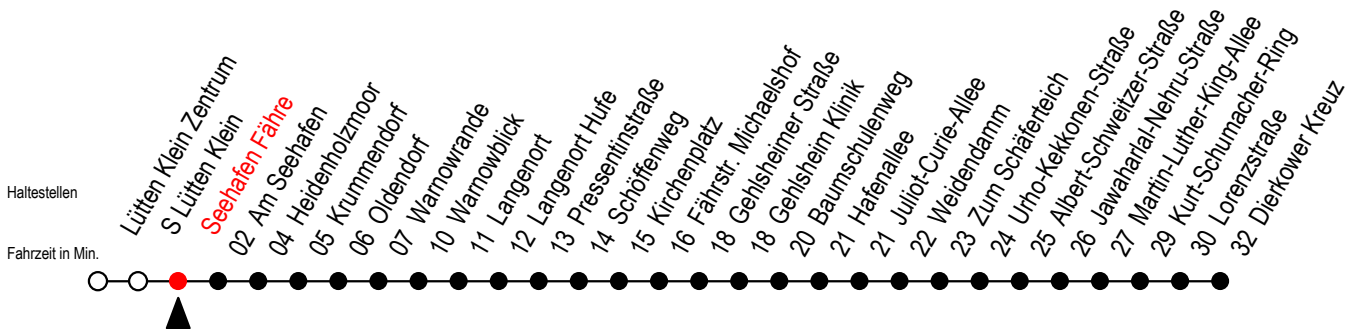 Haltestellen
Fahrzeit in Min.
Lütten Klein Zentrum
S Lütten Klein
Seehafen Fähre
02 Am Seehafen
04 Heidenholzmoor
05 Krummendorf
06 Oldendorf
07 Warnowrande
10 Warnowblick
11 Langenort
12 Langenort Hufe
13 Pressentinstraße
14 Schöffenweg
15 Kirchenplatz
16 Fährstr. Michaelshof
18 Gehlsheimer Straße
18 Gehlsheim Klinik
20 Baumschulenweg
21 Hafenallee
21 Juliot-Curie-Allee
22 Weidendamm
23 Zum Schäferteich
24 Urho-Kekkonen-Straße
25 Albert-Schweitzer-Straße
26 Jawaharlal-Nehru-Straße
27 Martin-Luther-King-Allee
29 Kurt-Schumacher-Ring
30 Lorenzstraße
32 Dierkower Kreuz